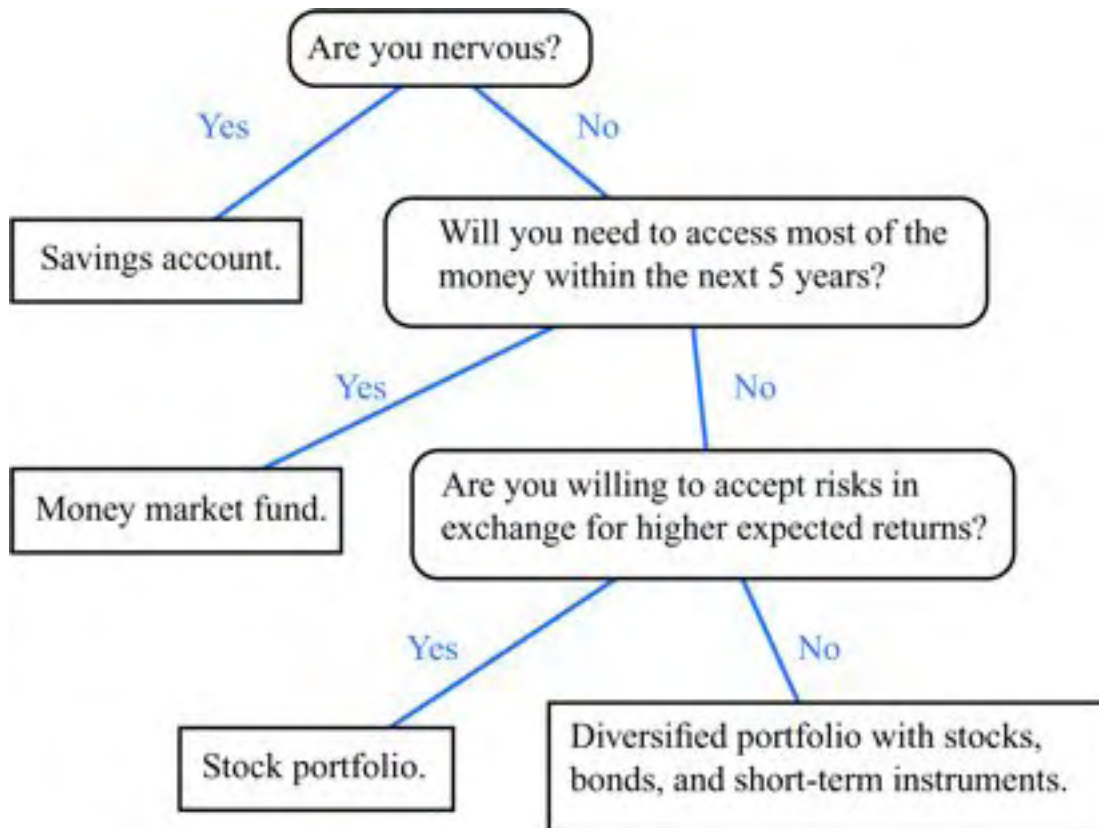 Are you nervous?
Yes
No
Savings account.
Will you need to access most of the
money within the next 5 years?
Yes
No
Money market fund.
Are you willing to accept risks in
exchange for higher expected returns?
Yes
No
Stock portfolio.
Diversified portfolio with stocks,
bonds, and short-term instruments.